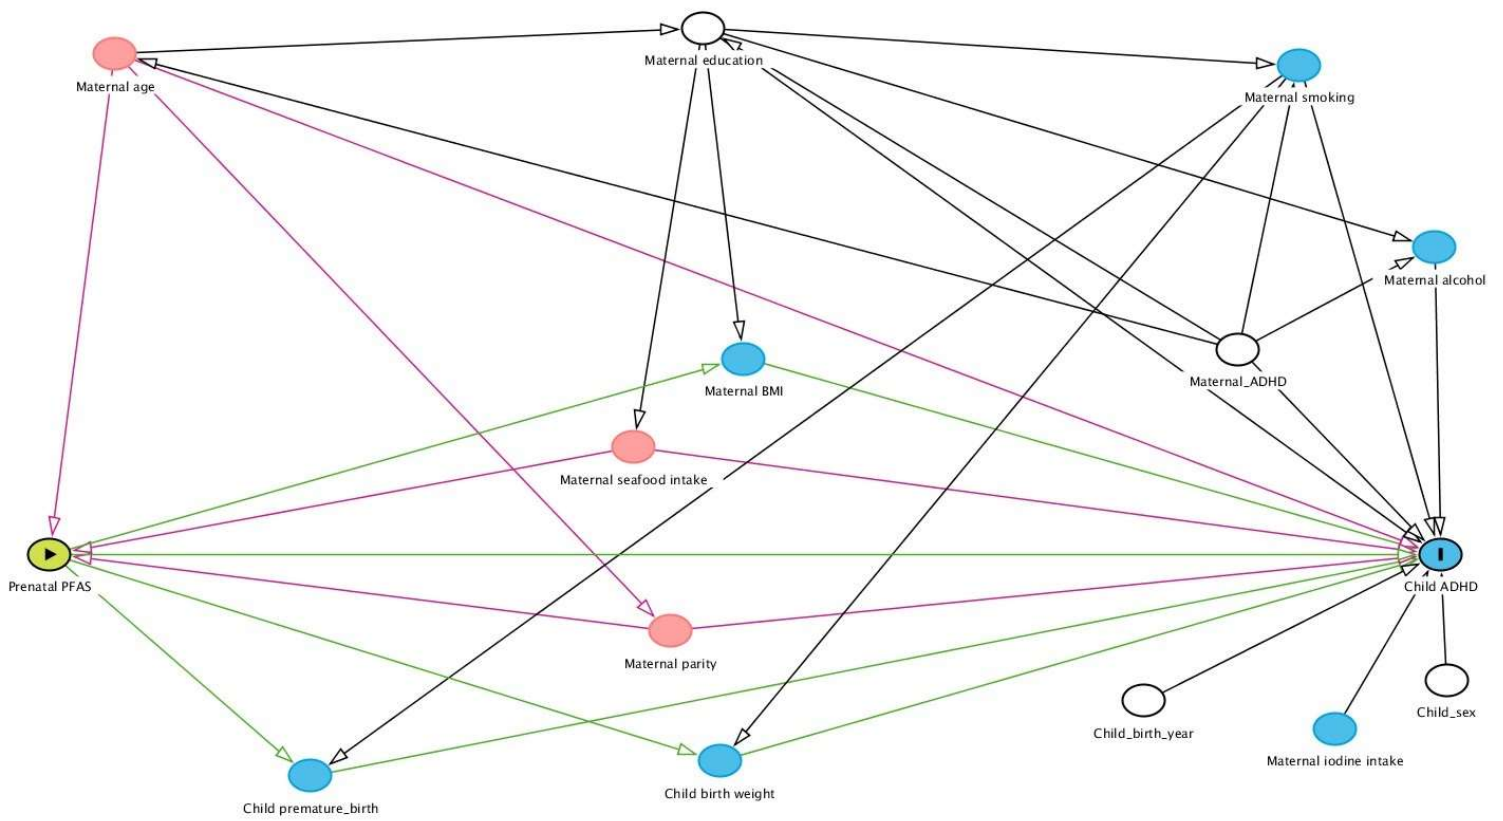 Maternal education
Maternal age
Maternal smoking
Maternal alcohol
Maternal_ADHD
Maternal BMI
Maternal seafood intake
Prenatal PFAS
Child ADHD
Maternal parity
Child_sex
Child_birth_year
Maternal iodine intake
Child birth weight
Child premature_birth